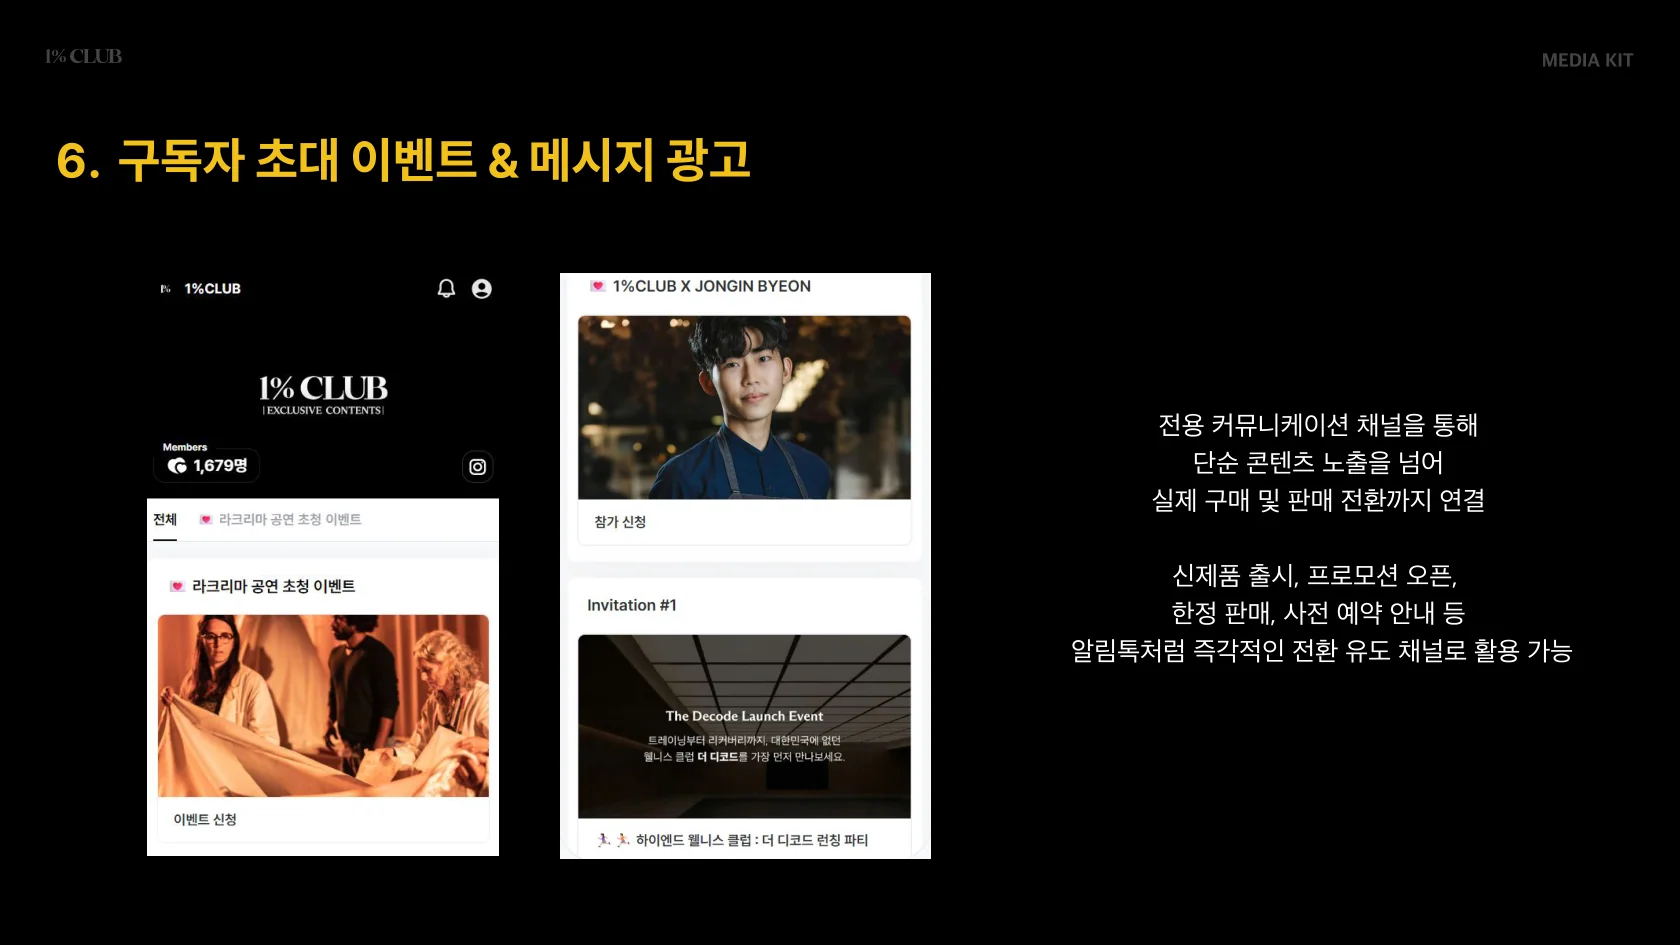 1% CLUB
MEDIA KIT
6. 구독자 초대 이벤트 & 메시지 광고
1% 1%CLUB
1% CLUB
|EXCLUSIVE CONTENTS|
Members
1,679명
전체 💌 라크리마 공연 초청 이벤트
💌 라크리마 공연 초청 이벤트
이벤트 신청
💌 1%CLUB X JONGIN BYEON
참가 신청
Invitation #1
The Decode Launch Event
트레이닝부터 리커버리까지, 대한민국에 없던
웰니스 클럽 더 디코드를 가장 먼저 만나보세요.
🏃‍♀️ 🏃 하이엔드 웰니스 클럽 : 더 디코드 런칭 파티
전용 커뮤니케이션 채널을 통해
단순 콘텐츠 노출을 넘어
실제 구매 및 판매 전환까지 연결
신제품 출시, 프로모션 오픈,
한정 판매, 사전 예약 안내 등
알림톡처럼 즉각적인 전환 유도 채널로 활용 가능